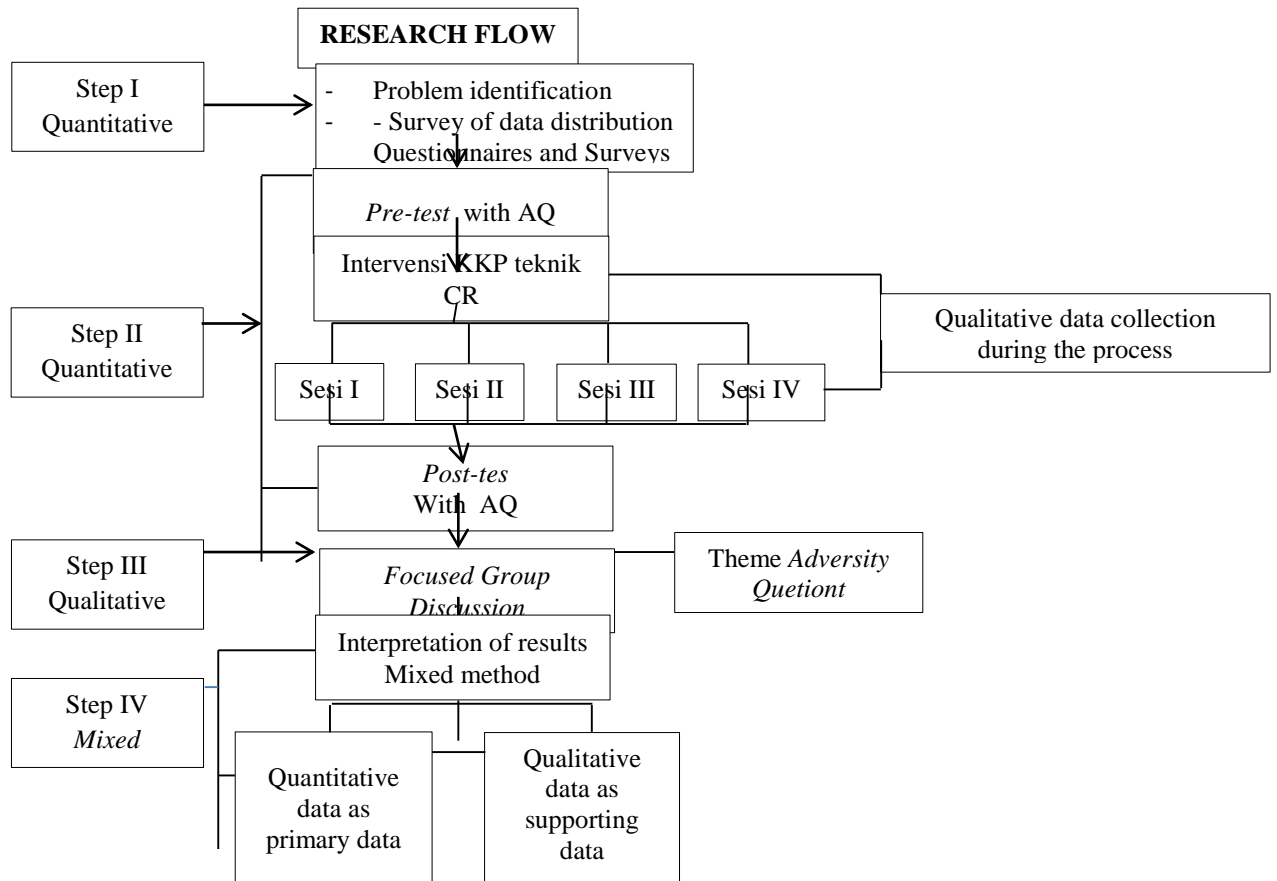 RESEARCH FLOW
Step I
Quantitative
- Problem identification
- - Survey of data distribution
Questionnaires and Surveys
Pre-test with AQ
Intervensi KKP teknik
CR
Step II
Quantitative
Qualitative data collection
during the process
Sesi I
Sesi II
Sesi III
Sesi IV
Post-tes
With AQ
Step III
Qualitative
Focused Group
Discussion
Theme Adversity
Quetiont
Interpretation of results
Mixed method
Step IV
Mixed
Quantitative
data as
primary data
Qualitative
data as
supporting
data